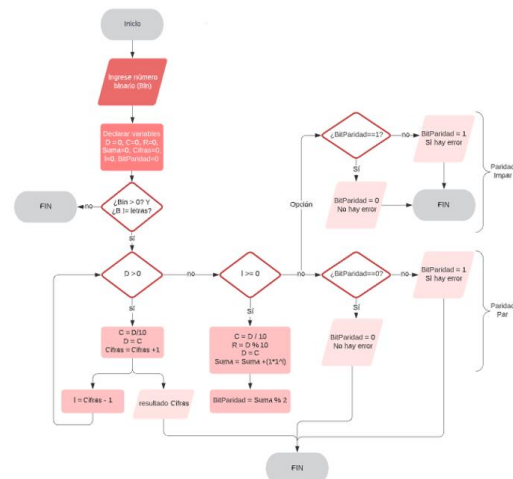 Inicio
Ingrese número
binario (Bin)
Declarar variables
D = 0, C=0, R=0,
Suma=0, Cifras=0,
I=0, BitParidad=0
¿Bin > 0? Y
¿B != letras?
no
FIN
sí
D > 0
no
I >= 0
no
Opción
¿BitParidad==1?
no
BitParidad = 1
Sí hay error
Paridad
Impar
Sí
BitParidad = 0
No hay error
FIN
¿BitParidad==0?
no
BitParidad = 1
Sí hay error
Paridad
Par
Sí
BitParidad = 0
No hay error
sí
C = D/10
D = C
Cifras = Cifras +1
I = Cifras - 1
resultado Cifras
Sí
C = D / 10
R = D % 10
D = C
Suma = Suma +(1*1^I)
BitParidad = Suma % 2
FIN